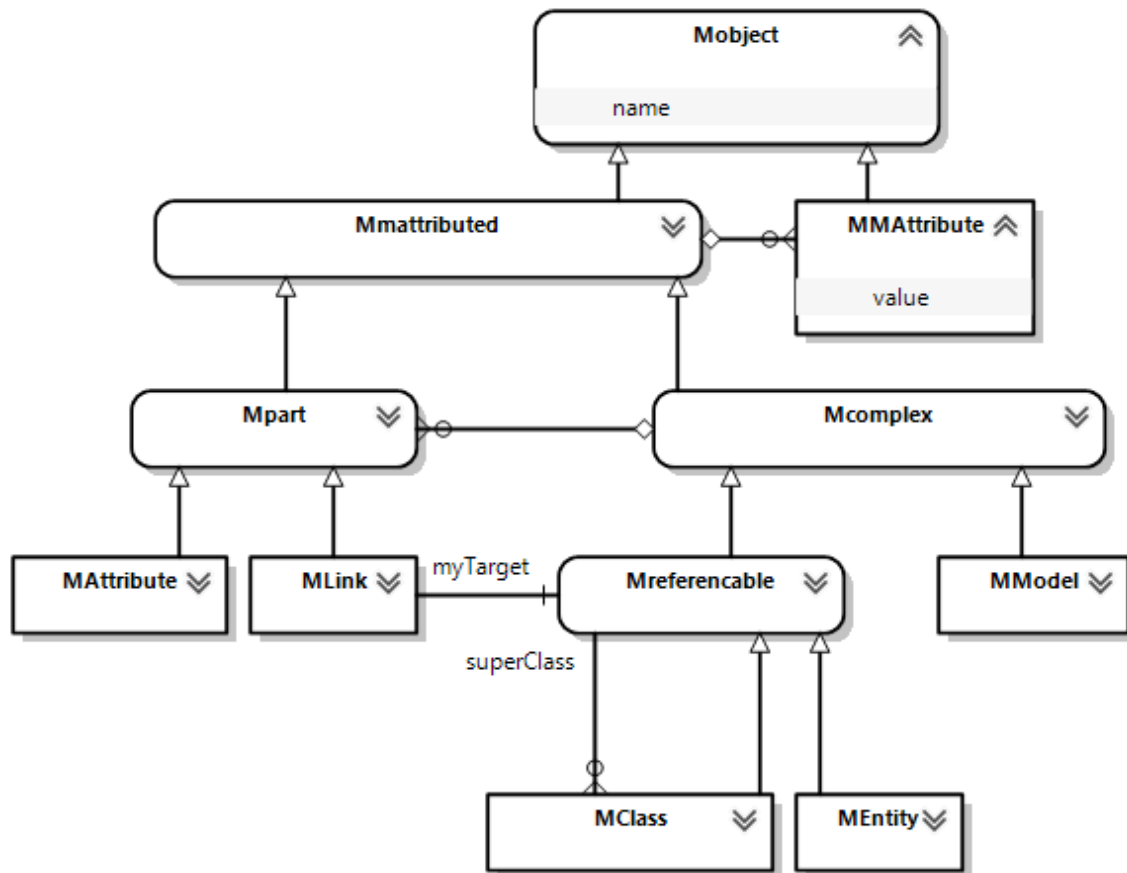 Mobject
name
Mmattributed
MMAttribute
value
Mpart
Mcomplex
MAttribute
MLink
myTarget
Mreferencable
MModel
superClass
MClass
MEntity